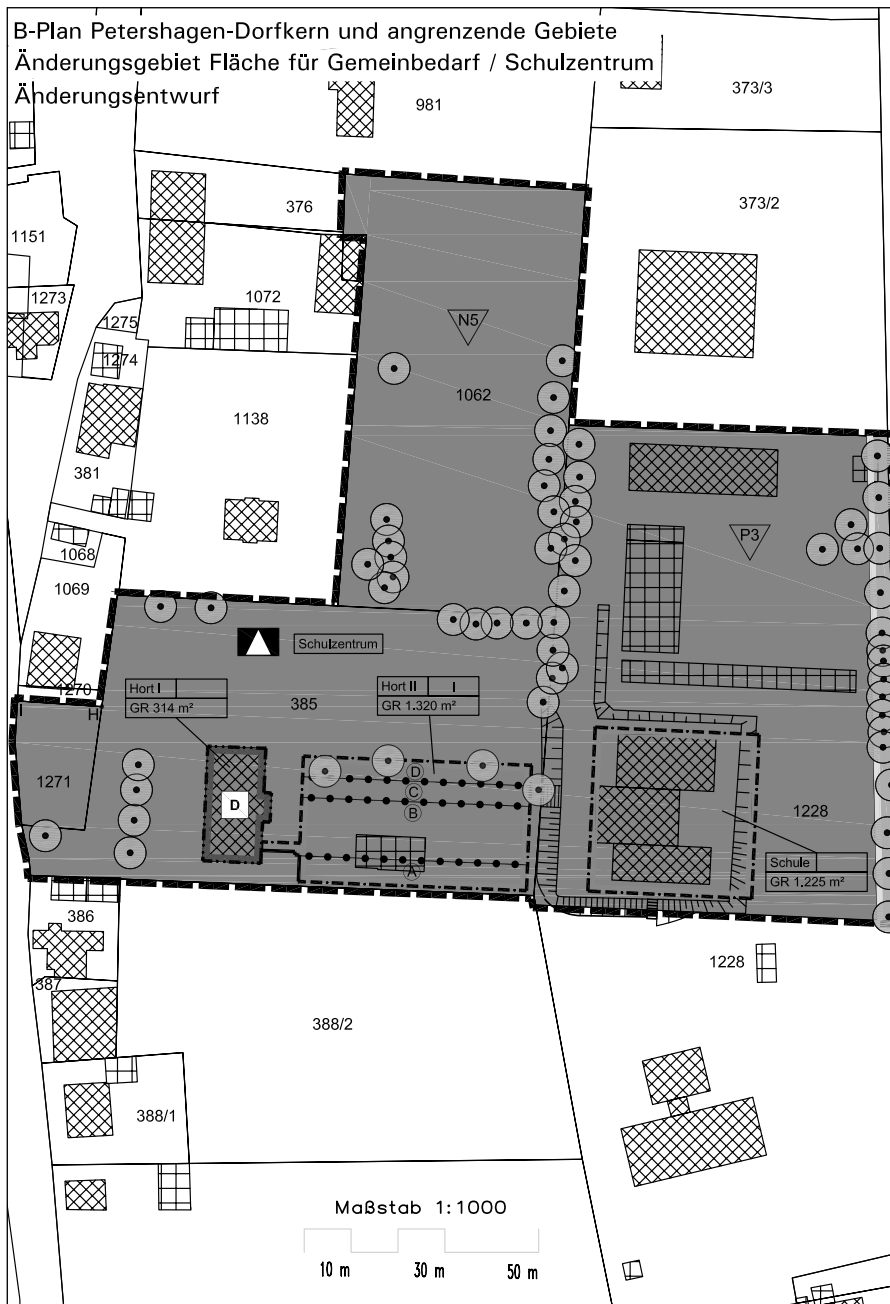 B-Plan Petershagen-Dorfkern und angrenzende Gebiete
Änderungsgebiet Fläche für Gemeinbedarf / Schulzentrum
Änderungsentwurf
981
373/3
376
373/2
1151
1273
1072
1275
1274
N5
1062
1138
381
P3
1068
1069
Schulzentrum
1270
Hort I
GR 314 m²
385
Hort II I
GR 1.320 m²
H
1271
D
D
C
B
A
1228
Schule
GR 1.225 m²
386
387
1228
388/2
388/1
Maßstab 1:1000
10 m 30 m 50 m